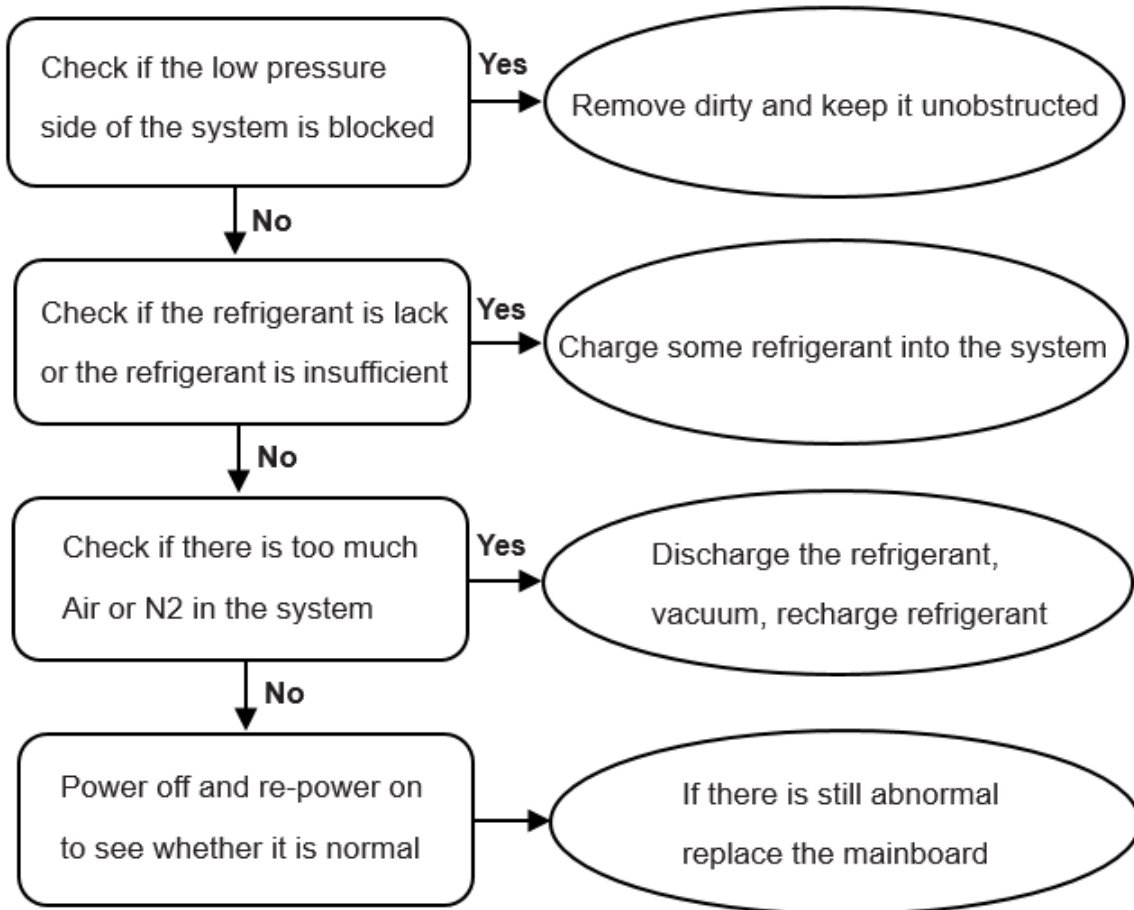 Check if the low pressure
side of the system is blocked
Yes
Remove dirty and keep it unobstructed
No
Check if the refrigerant is lack
or the refrigerant is insufficient
Yes
Charge some refrigerant into the system
No
Check if there is too much
Air or N2 in the system
Yes
Discharge the refrigerant,
vacuum, recharge refrigerant
No
Power off and re-power on
to see whether it is normal
If there is still abnormal
replace the mainboard